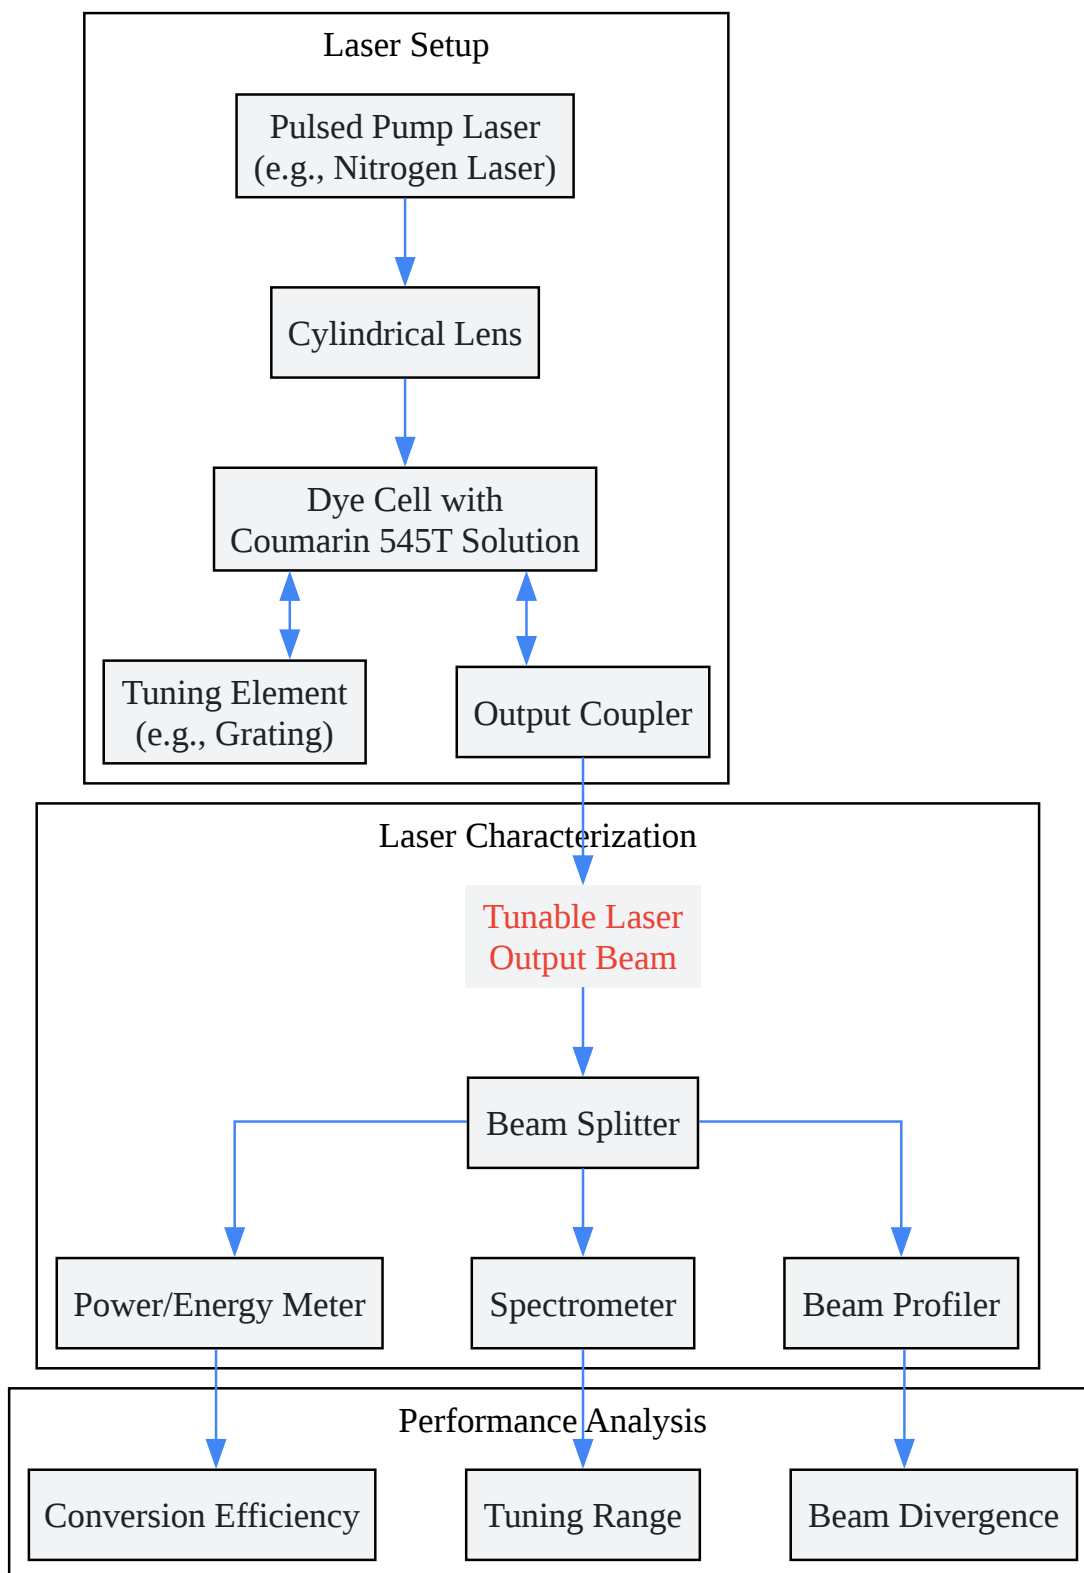 Laser Setup
Pulsed Pump Laser
(e.g., Nitrogen Laser)
Cylindrical Lens
Dye Cell with
Coumarin 545T Solution
Tuning Element
(e.g., Grating)
Output Coupler
Laser Characterization
Tunable Laser
Output Beam
Beam Splitter
Power/Energy Meter
Spectrometer
Beam Profiler
Performance Analysis
Conversion Efficiency
Tuning Range
Beam Divergence